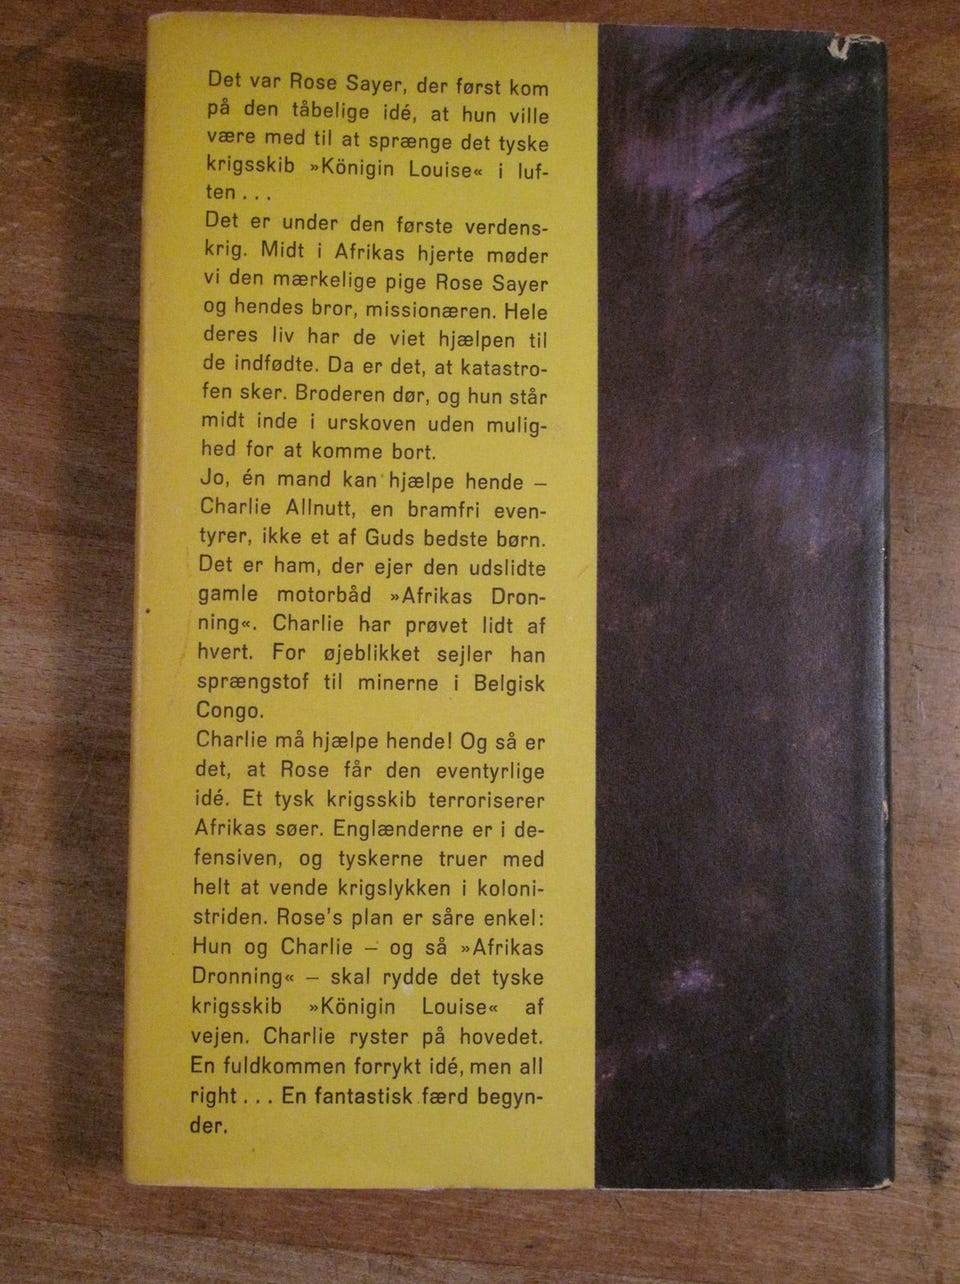 Det var Rose Sayer, der først kom
på den tåbelige idé, at hun ville
være med til at sprænge det tyske
krigsskib »Königin Louise« i luf-
ten . . .
Det er under den første verdens-
krig. Midt i Afrikas hjerte møder
vi den mærkelige pige Rose Sayer
og hendes bror, missionæren. Hele
deres liv har de viet hjælpen til
de indfødte. Da er det, at katastro-
fen sker. Broderen dør, og hun står
midt inde i urskoven uden mulig-
hed for at komme bort.
Jo, én mand kan hjælpe hende –
Charlie Allnutt, en bramfri even-
tyrer, ikke et af Guds bedste børn.
Det er ham, der ejer den udslidte
gamle motorbåd »Afrikas Dron-
ning«. Charlie har prøvet lidt af
hvert. For øjeblikket sejler han
sprængstof til minerne i Belgisk
Congo.
Charlie må hjælpe hende! Og så er
det, at Rose får den eventyrlige
idé. Et tysk krigsskib terroriserer
Afrikas søer. Englænderne er i de-
fensiven, og tyskerne truer med
helt at vende krigslykken i koloni-
striden. Rose's plan er såre enkel:
Hun og Charlie – og så »Afrikas
Dronning« – skal rydde det tyske
krigsskib »Königin Louise« af
vejen. Charlie ryster på hovedet.
En fuldkommen forrykt idé, men all
right . . . En fantastisk færd begyn-
der.